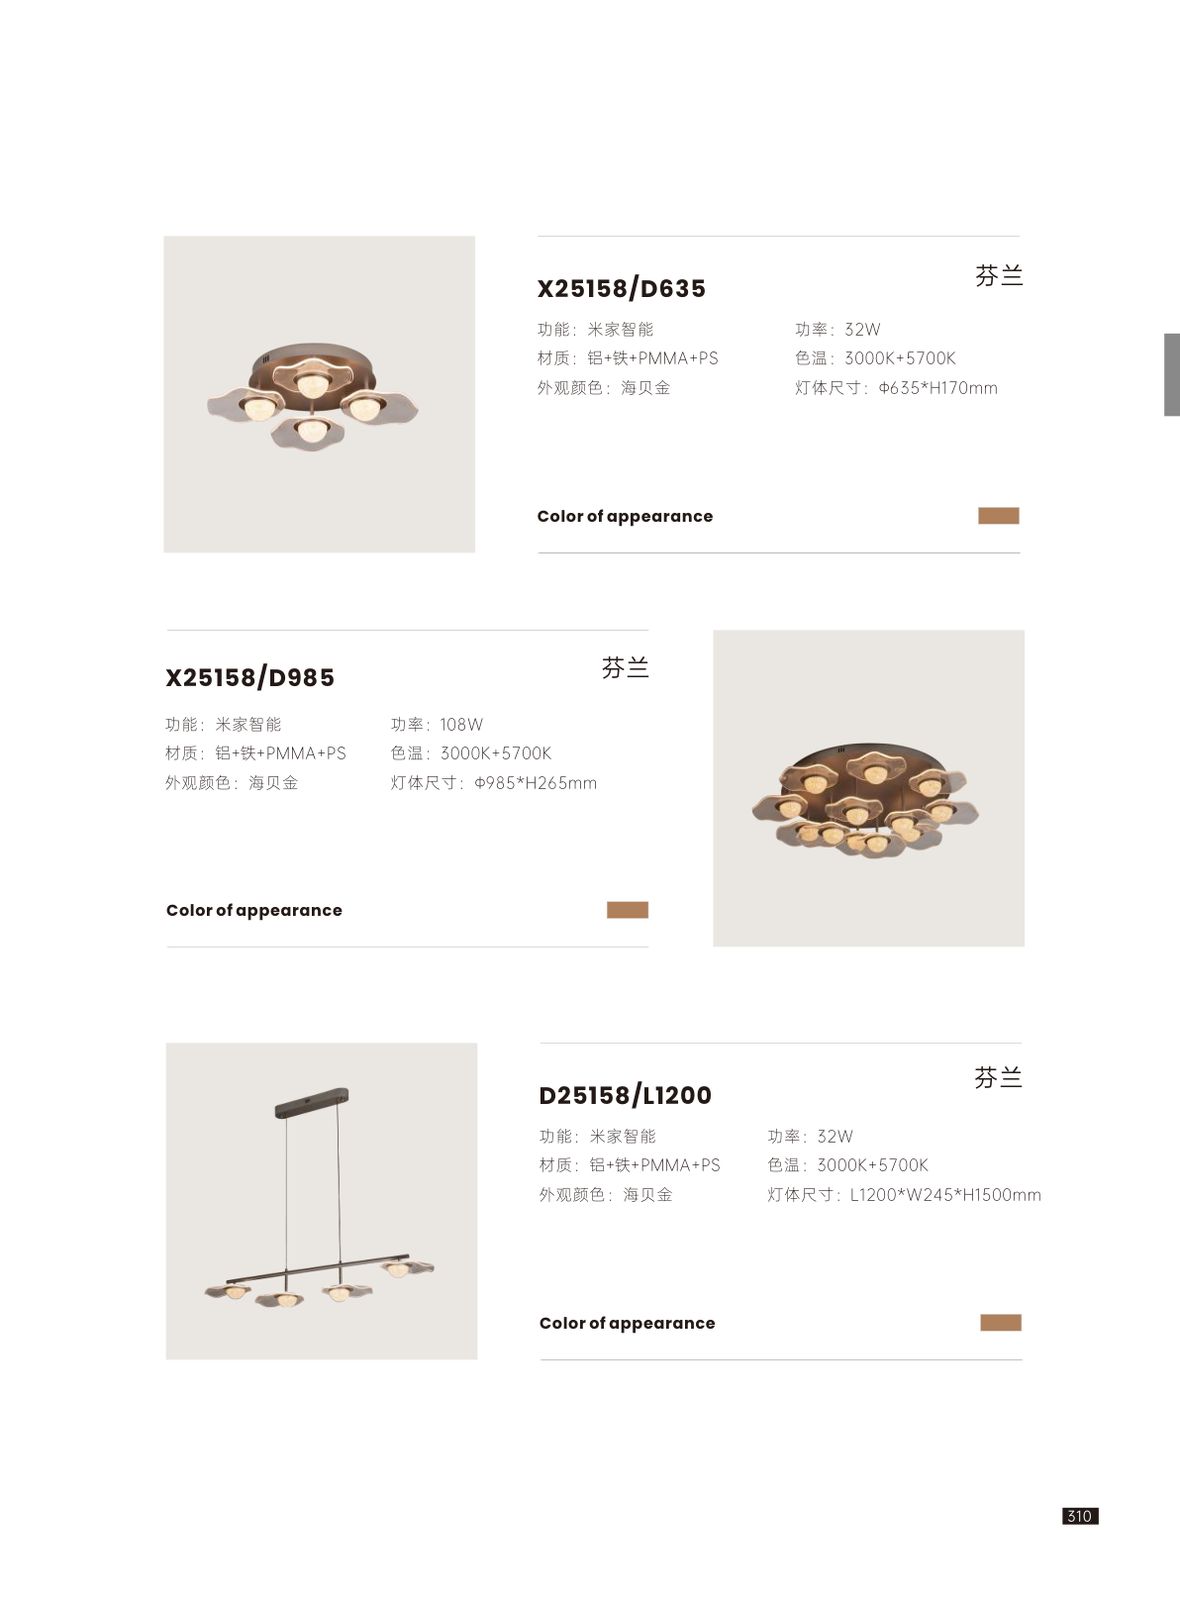 芬兰
X25158/D635
功能：米家智能
功率：32W
材质：铝+铁+PMMA+PS
色温：3000K+5700K
外观颜色：海贝金
灯体尺寸：Φ635*H170mm
Color of appearance
芬兰
X25158/D985
功能：米家智能
功率：108W
材质：铝+铁+PMMA+PS
色温：3000K+5700K
外观颜色：海贝金
灯体尺寸：Φ985*H265mm
Color of appearance
芬兰
D25158/L1200
功能：米家智能
功率：32W
材质：铝+铁+PMMA+PS
色温：3000K+5700K
外观颜色：海贝金
灯体尺寸：L1200*W245*H1500mm
Color of appearance
310